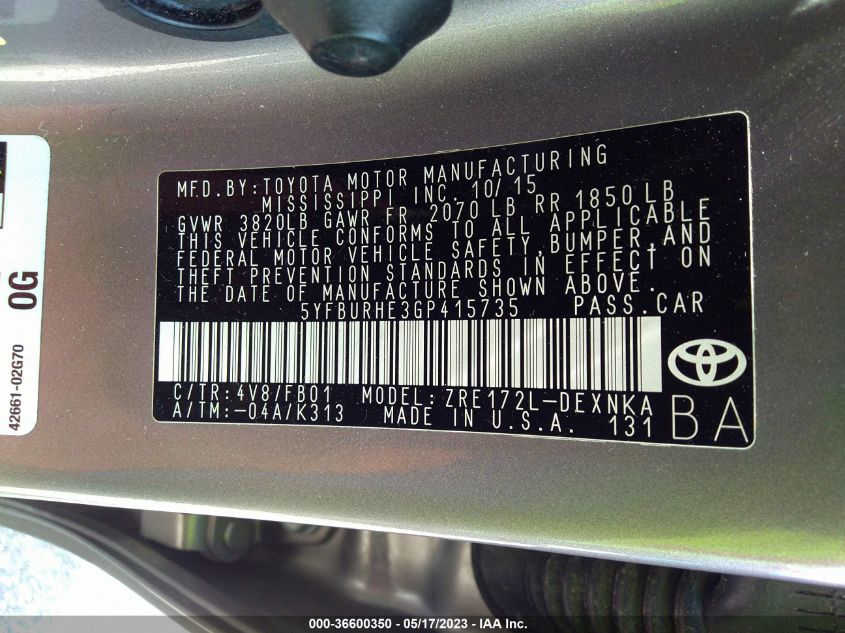 MFD.BY:TOYOTA MOTOR MANUFACTURING
MISSISSIPPI INC. 10/15
GVWR 3820LB GAWR FR 2070 LB RR 1850 LB
THIS VEHICLE CONFORMS TO ALL APPLICABLE
FEDERAL MOTOR VEHICLE SAFETY, BUMPER, AND
THEFT PREVENTION STANDARDS IN EFFECT ON
THE DATE OF MANUFACTURE SHOWN ABOVE.
5YFBURHE3GP415735 PASS.CAR
C/TR:4V8/FB01 MODEL:ZRE172L-DEXNKA
A/TM:-04A/K313 MADE IN U.S.A. 131
BA
0G
42661-02G70
000-36600350 / 05/17/2023 / IAA Inc.